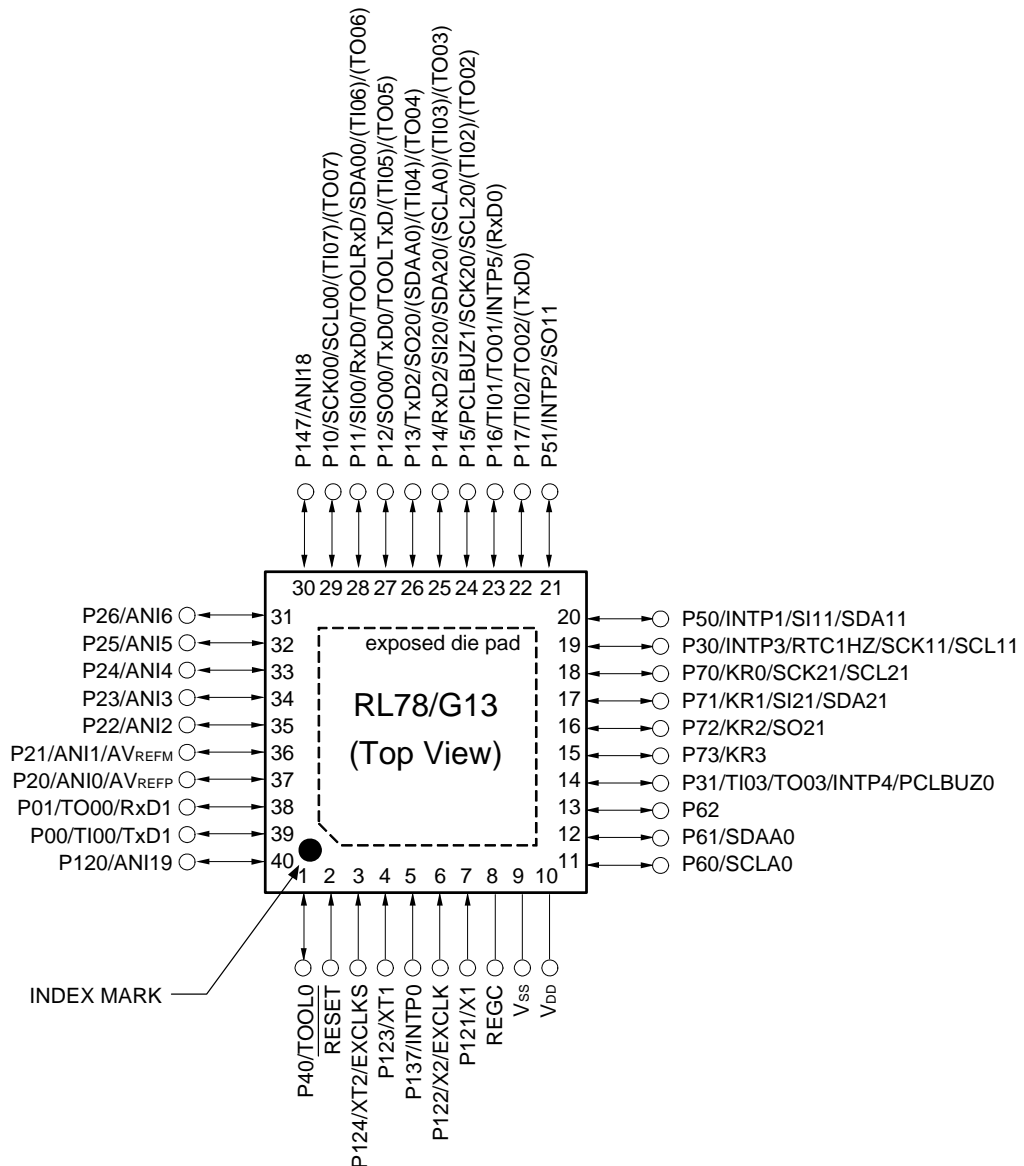 P147/ANI18
P10/SCK00/SCL00/(TI07)/(TO07)
P11/SI00/RxD0/TOOLRxD/SDA00/(TI06)/(TO06)
P12/SO00/TxD0/TOOLTxD/(TI05)/(TO05)
P13/TxD2/SO20/(SDAA0)/(TI04)/(TO04)
P14/RxD2/SI20/SDA20/(SCLA0)/(TI03)/(TO03)
P15/PCLBUZ1/SCK20/SCL20/(TI02)/(TO02)
P16/TI01/TO01/INTP5/(RxD0)
P17/TI02/TO02/(TxD0)
P51/INTP2/SO11
30 29 28 27 26 25 24 23 22 21
P26/ANI6 31
P25/ANI5 32
P24/ANI4 33
P23/ANI3 34
P22/ANI2 35
P21/ANI1/AVREFM 36
P20/ANI0/AVREFP 37
P01/TO00/RxD1 38
P00/TI00/TxD1 39
P120/ANI19 40
exposed die pad
RL78/G13
(Top View)
20 P50/INTP1/SI11/SDA11
19 P30/INTP3/RTC1HZ/SCK11/SCL11
18 P70/KR0/SCK21/SCL21
17 P71/KR1/SI21/SDA21
16 P72/KR2/SO21
15 P73/KR3
14 P31/TI03/TO03/INTP4/PCLBUZ0
13 P62
12 P61/SDAA0
11 P60/SCLA0
1 2 3 4 5 6 7 8 9 10
INDEX MARK
P40/TOOL0
RESET
P124/XT2/EXCLKS
P123/XT1
P137/INTP0
P122/X2/EXCLK
P121/X1
REGC
VSS
VDD